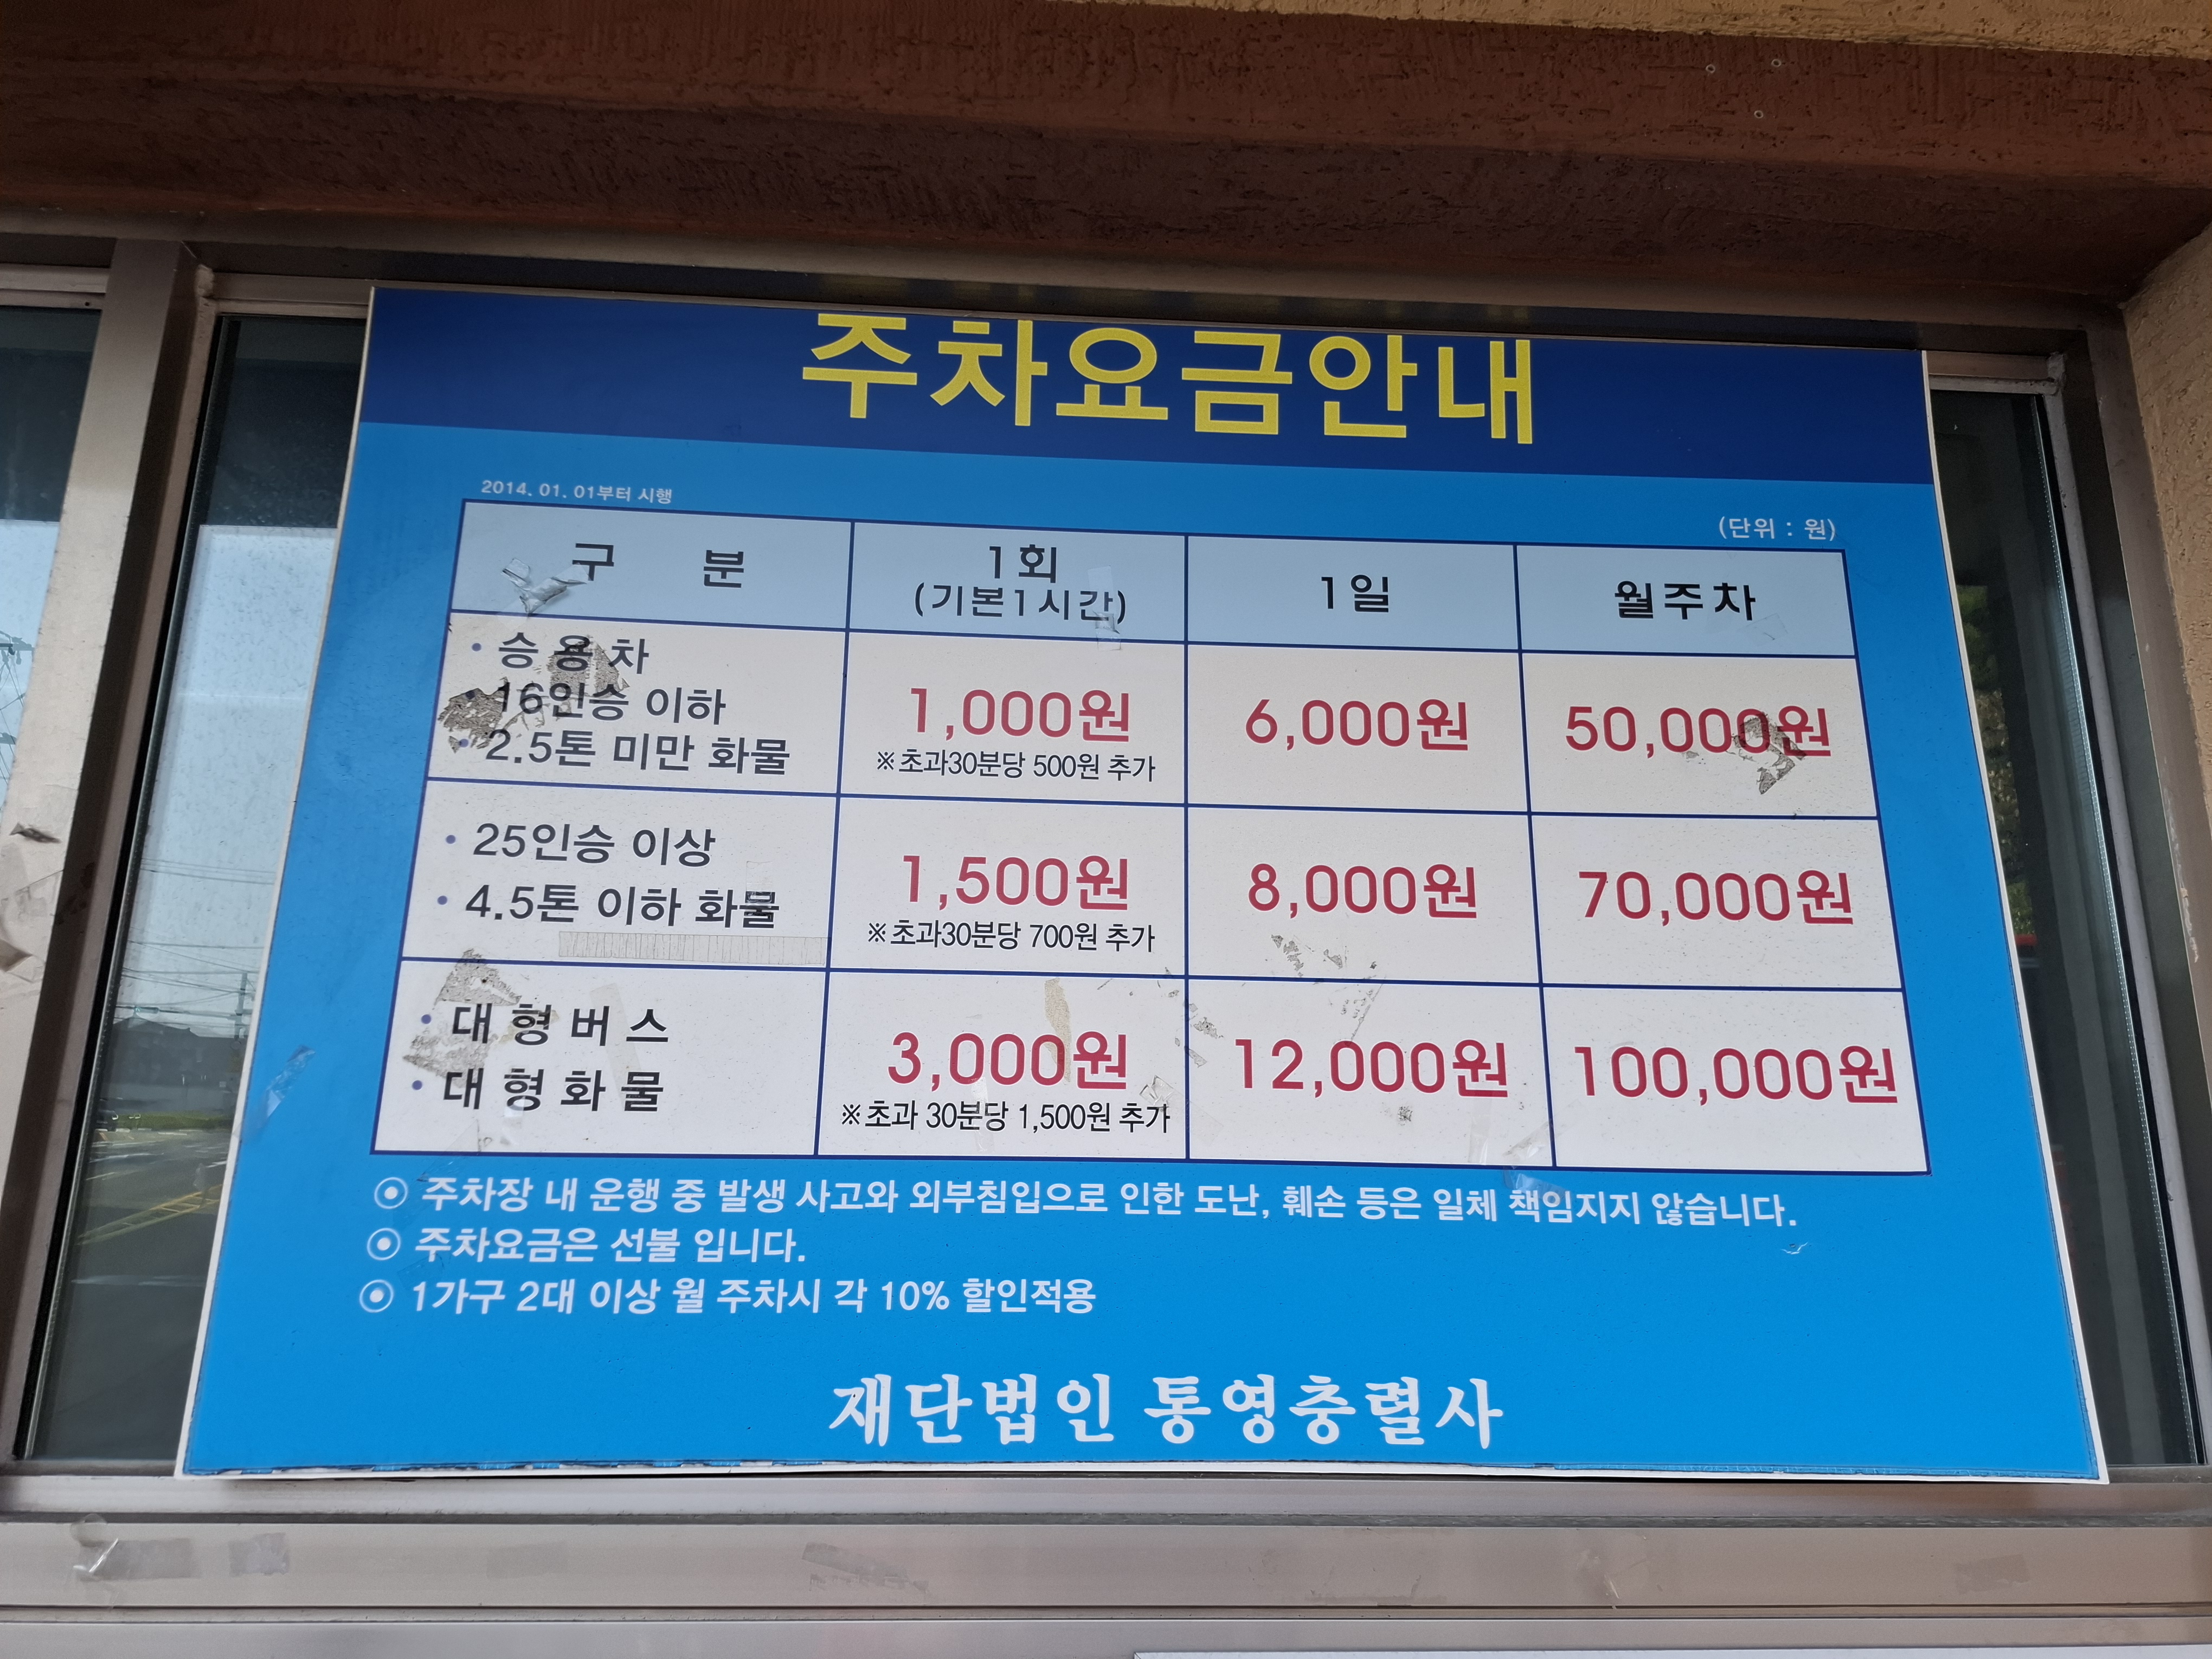 주차요금안내
2014. 01. 01부터 시행
(단위 : 원)
구 분
1회
(기본1시간)
1일
월주차
· 승용차
· 16인승 이하
· 2.5톤 미만 화물
1,000원
※초과30분당 500원 추가
6,000원
50,000원
· 25인승 이상
· 4.5톤 이하 화물
1,500원
※초과30분당 700원 추가
8,000원
70,000원
· 대형버스
· 대형화물
3,000원
※초과 30분당 1,500원 추가
12,000원
100,000원
◉ 주차장 내 운행 중 발생 사고와 외부침입으로 인한 도난, 훼손 등은 일체 책임지지 않습니다.
◉ 주차요금은 선불 입니다.
◉ 1가구 2대 이상 월 주차시 각 10% 할인적용
재단법인 통영충렬사